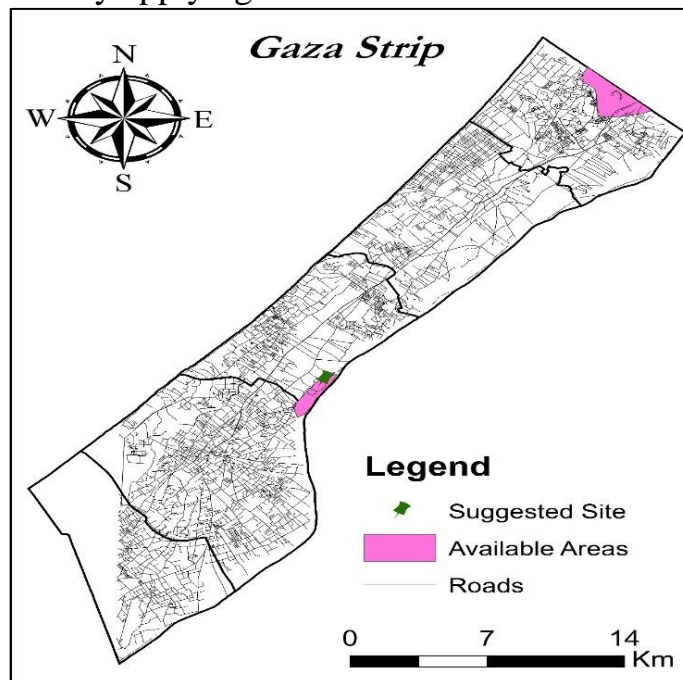 Gaza Strip
N
W E
S
Legend
Suggested Site
Available Areas
Roads
0 7 14
Km